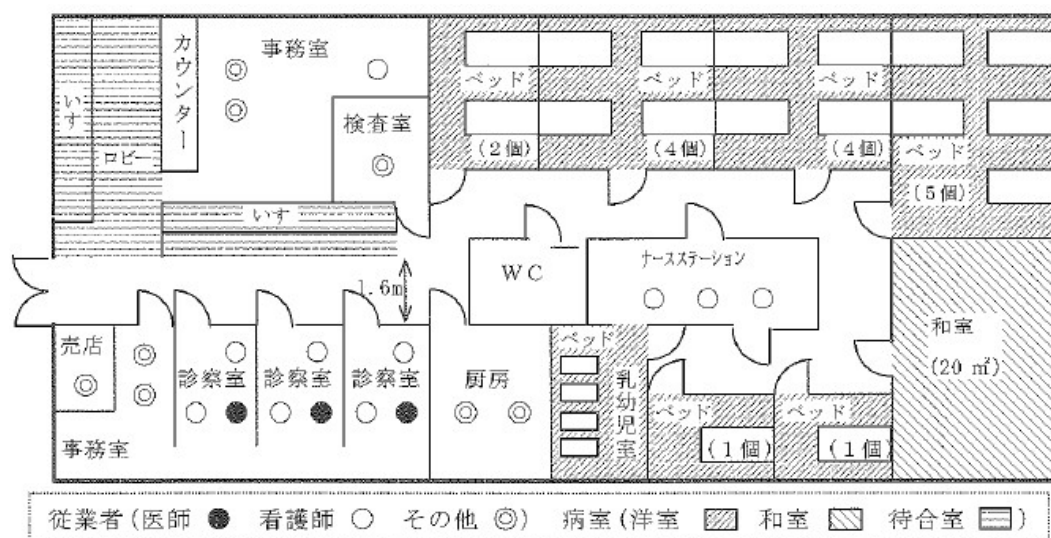 カウンター
事務室
いす
ロビー
検査室
いす
ベッド
(2個)
ベッド
(4個)
ベッド
(4個)
ベッド
(5個)
1.6m
WC
ナースステーション
和室
(20㎡)
売店
事務室
診察室
診察室
診察室
厨房
ベッド
乳幼児室
ベッド
(1個)
ベッド
(1個)
従業者(医師 看護師 その他 ) 病室(洋室 和室 待合室 )